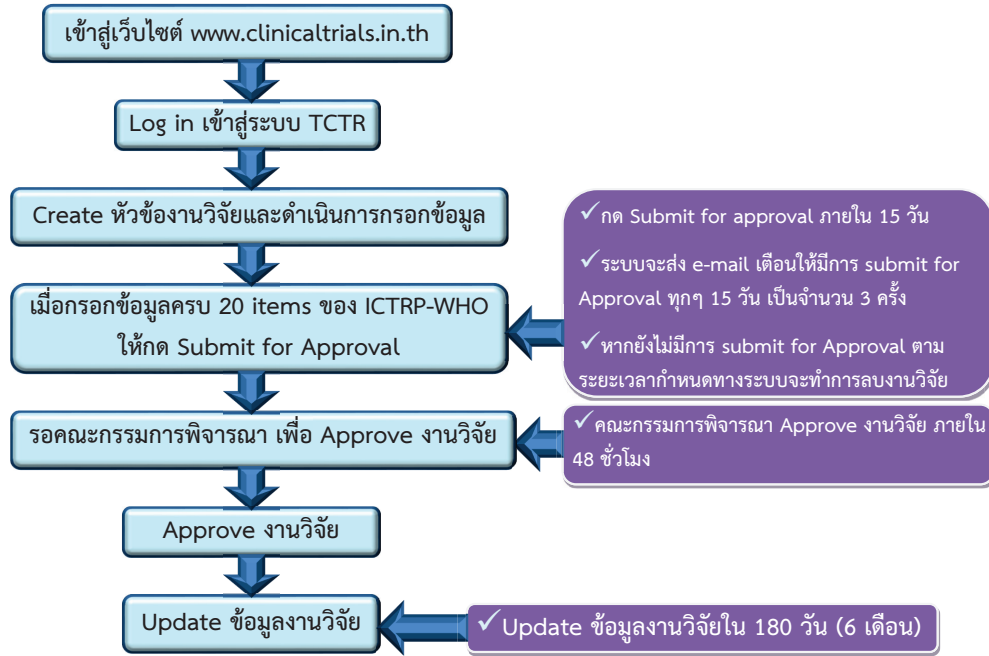 เข้าสู่เว็บไซต์ www.clinicaltrials.in.th
Log in เข้าสู่ระบบ TCTR
Create หัวข้องานวิจัยและดำเนินการกรอกข้อมูล
เมื่อกรอกข้อมูลครบ 20 items ของ ICTRP-WHO
ให้กด Submit for Approval
✓กด Submit for approval ภายใน 15 วัน
✓ระบบจะส่ง e-mail เตือนให้มีการ submit for
Approval ทุกๆ 15 วัน เป็นจำนวน 3 ครั้ง
✓หากยังไม่มีการ submit for Approval ตาม
ระยะเวลากำหนดทางระบบจะทำการลบงานวิจัย
รอคณะกรรมการพิจารณา เพื่อ Approve งานวิจัย
✓คณะกรรมการพิจารณา Approve งานวิจัย ภายใน
48 ชั่วโมง
Approve งานวิจัย
Update ข้อมูลงานวิจัย
✓Update ข้อมูลงานวิจัยใน 180 วัน (6 เดือน)